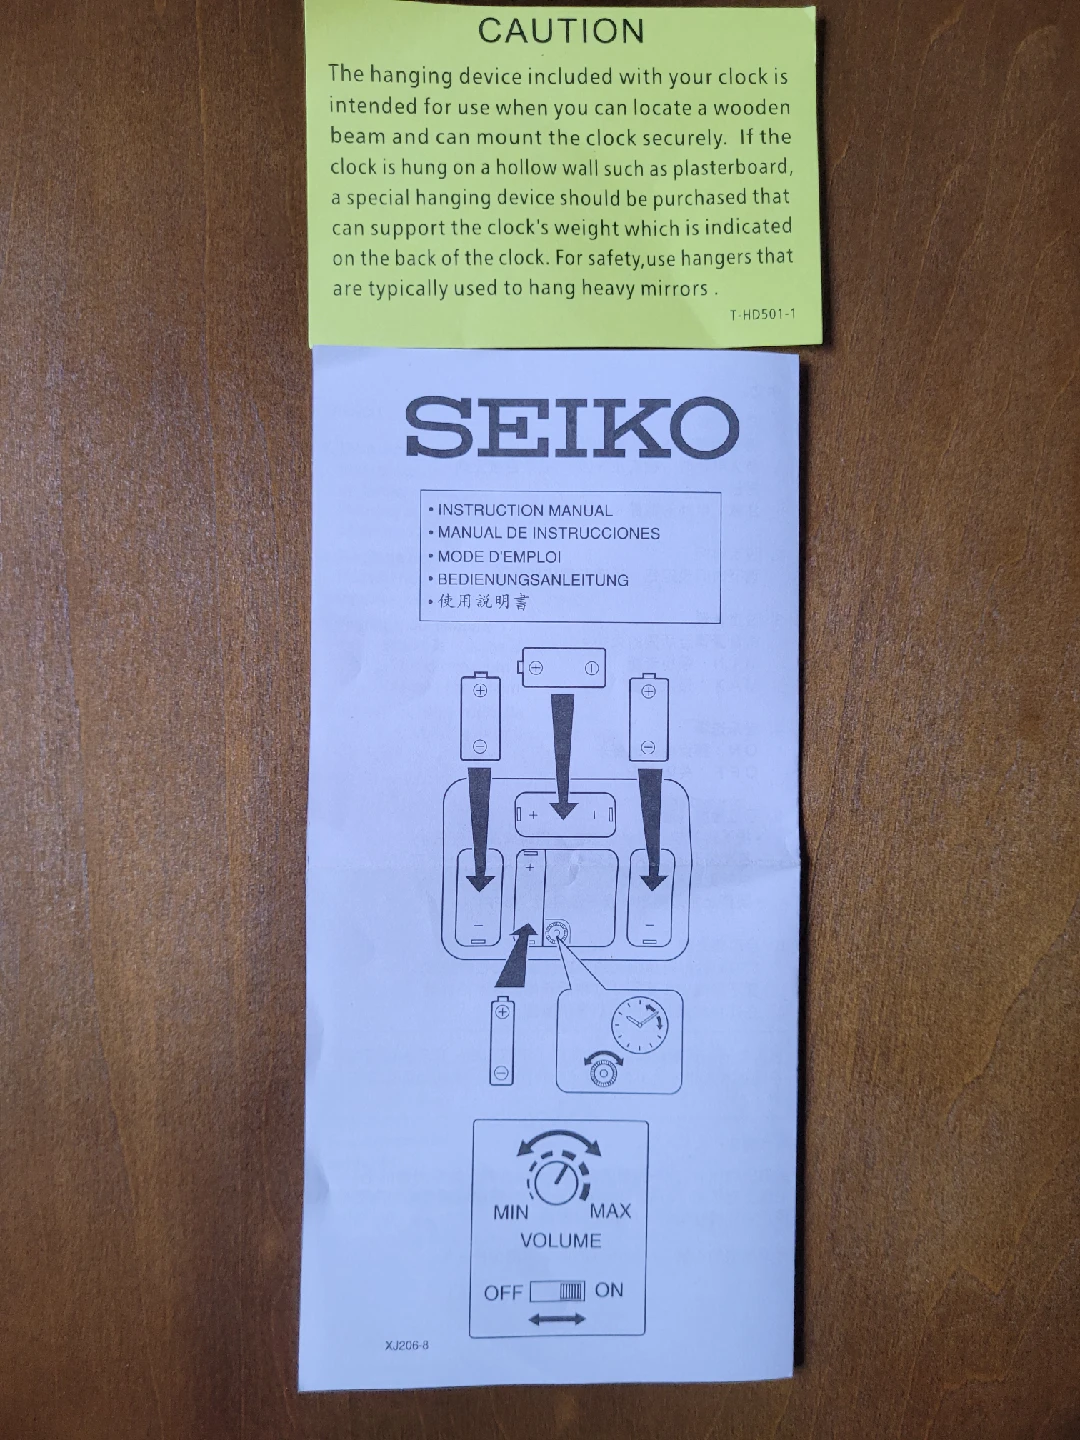 CAUTION
The hanging device included with your clock is
intended for use when you can locate a wooden
beam and can mount the clock securely. If the
clock is hung on a hollow wall such as plasterboard,
a special hanging device should be purchased that
can support the clock's weight which is indicated
on the back of the clock. For safety,use hangers that
are typically used to hang heavy mirrors .
T-HD501-1
SEIKO
• INSTRUCTION MANUAL
• MANUAL DE INSTRUCCIONES
• MODE D'EMPLOI
• BEDIENUNGSANLEITUNG
• 使用説明書
MIN MAX
VOLUME
OFF ON
XJ206-8